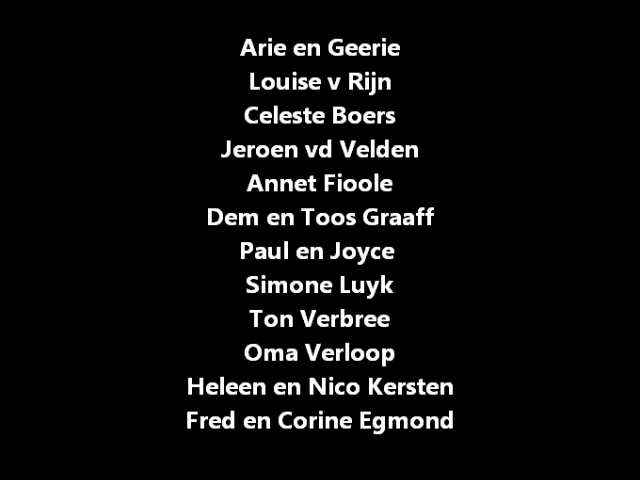 Arie en Geerie
Louise v Rijn
Celeste Boers
Jeroen vd Velden
Annet Fioole
Dem en Toos Graaff
Paul en Joyce
Simone Luyk
Ton Verbree
Oma Verloop
Heleen en Nico Kersten
Fred en Corine Egmond